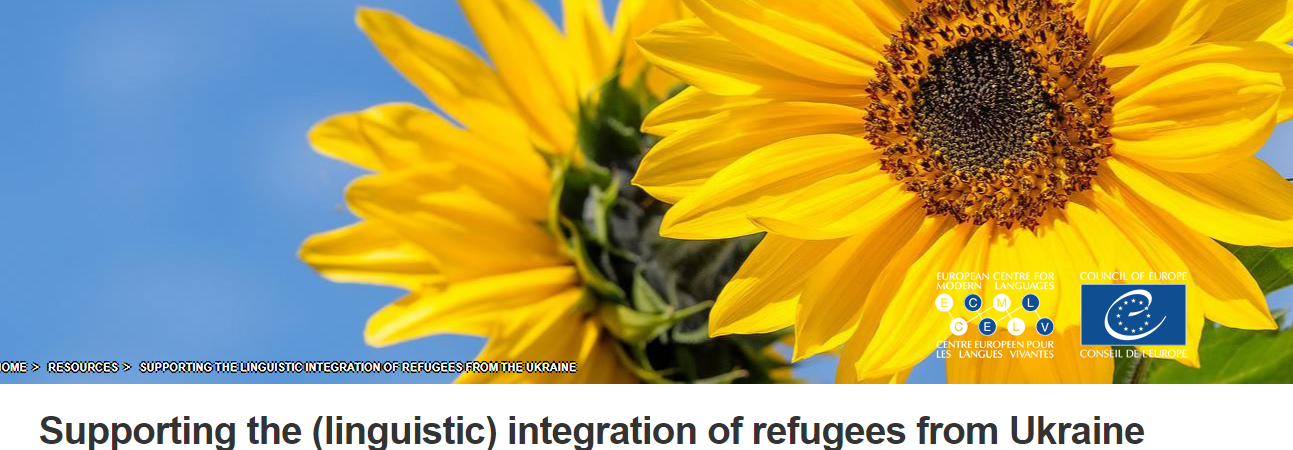 EUROPEAN CENTRE FOR
MODERN LANGUAGES
E C M L
C E L V
CENTRE EUROPEEN POUR
LES LANGUES VIVANTES
COUNCIL OF EUROPE
CONSEIL DE L'EUROPE
OME > RESOURCES > SUPPORTING THE LINGUISTIC INTEGRATION OF REFUGEES FROM THE UKRAINE
Supporting the (linguistic) integration of refugees from Ukraine